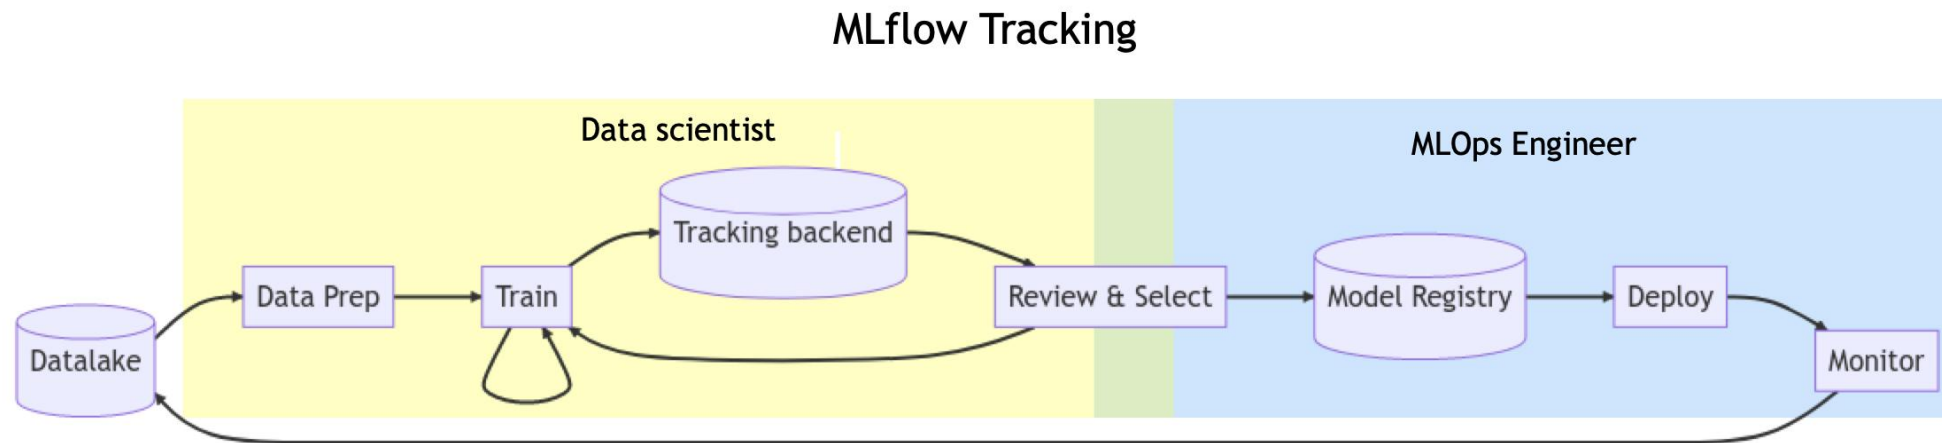 MLflow Tracking
Data scientist
MLOps Engineer
Tracking backend
Data Prep
Train
Review & Select
Model Registry
Deploy
Datalake
Monitor